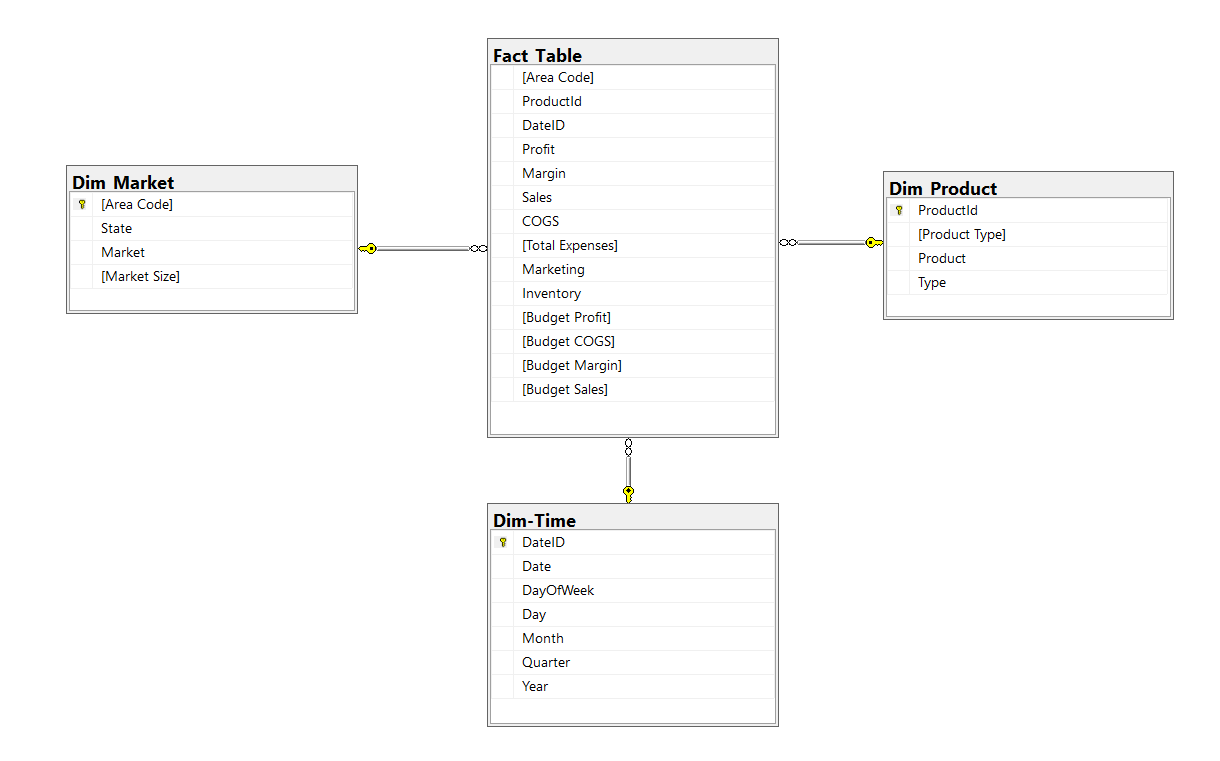 Fact Table
[Area Code]
ProductId
DateID
Profit
Margin
Sales
COGS
[Total Expenses]
Marketing
Inventory
[Budget Profit]
[Budget COGS]
[Budget Margin]
[Budget Sales]
Dim Market
[Area Code]
State
Market
[Market Size]
Dim Product
ProductId
[Product Type]
Product
Type
Dim-Time
DateID
Date
DayOfWeek
Day
Month
Quarter
Year